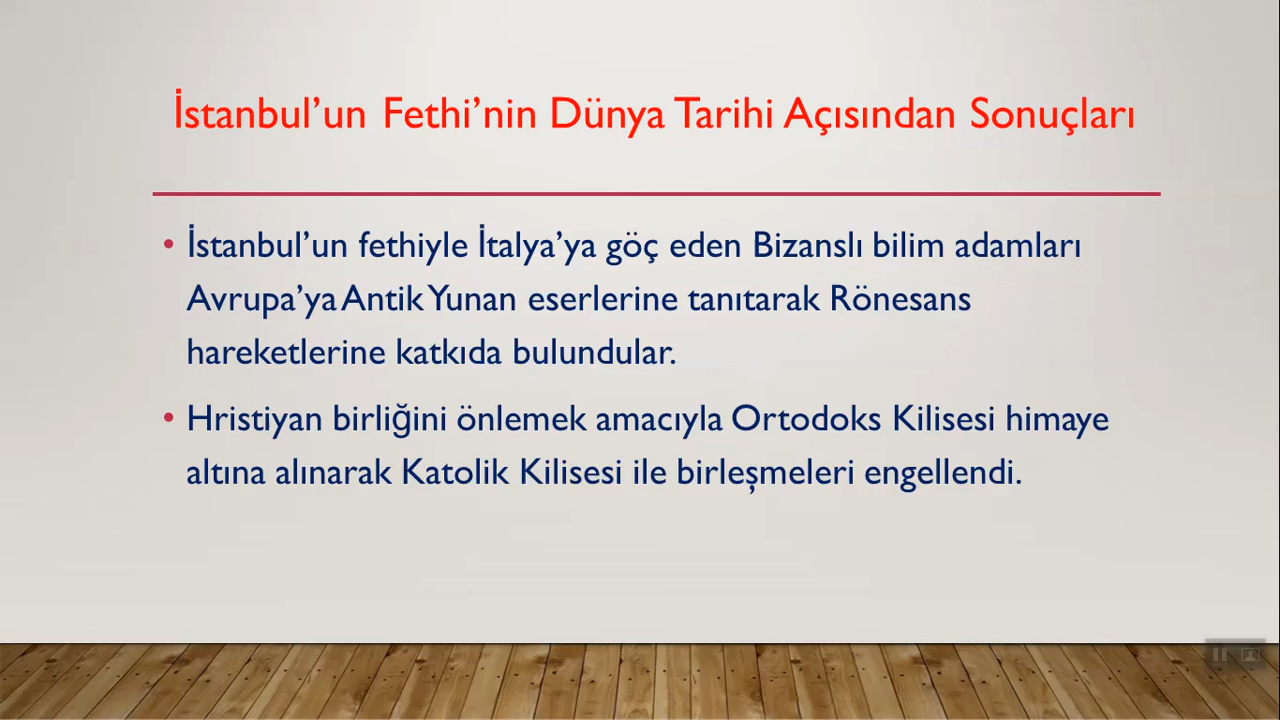 İstanbul’un Fethi’nin Dünya Tarihi Açısından Sonuçları
• İstanbul’un fethiyle İtalya’ya göç eden Bizanslı bilim adamları
Avrupa’ya Antik Yunan eserlerine tanıtarak Rönesans
hareketlerine katkıda bulundular.
• Hristiyan birliğini önlemek amacıyla Ortodoks Kilisesi himaye
altına alınarak Katolik Kilisesi ile birleşmeleri engellendi.